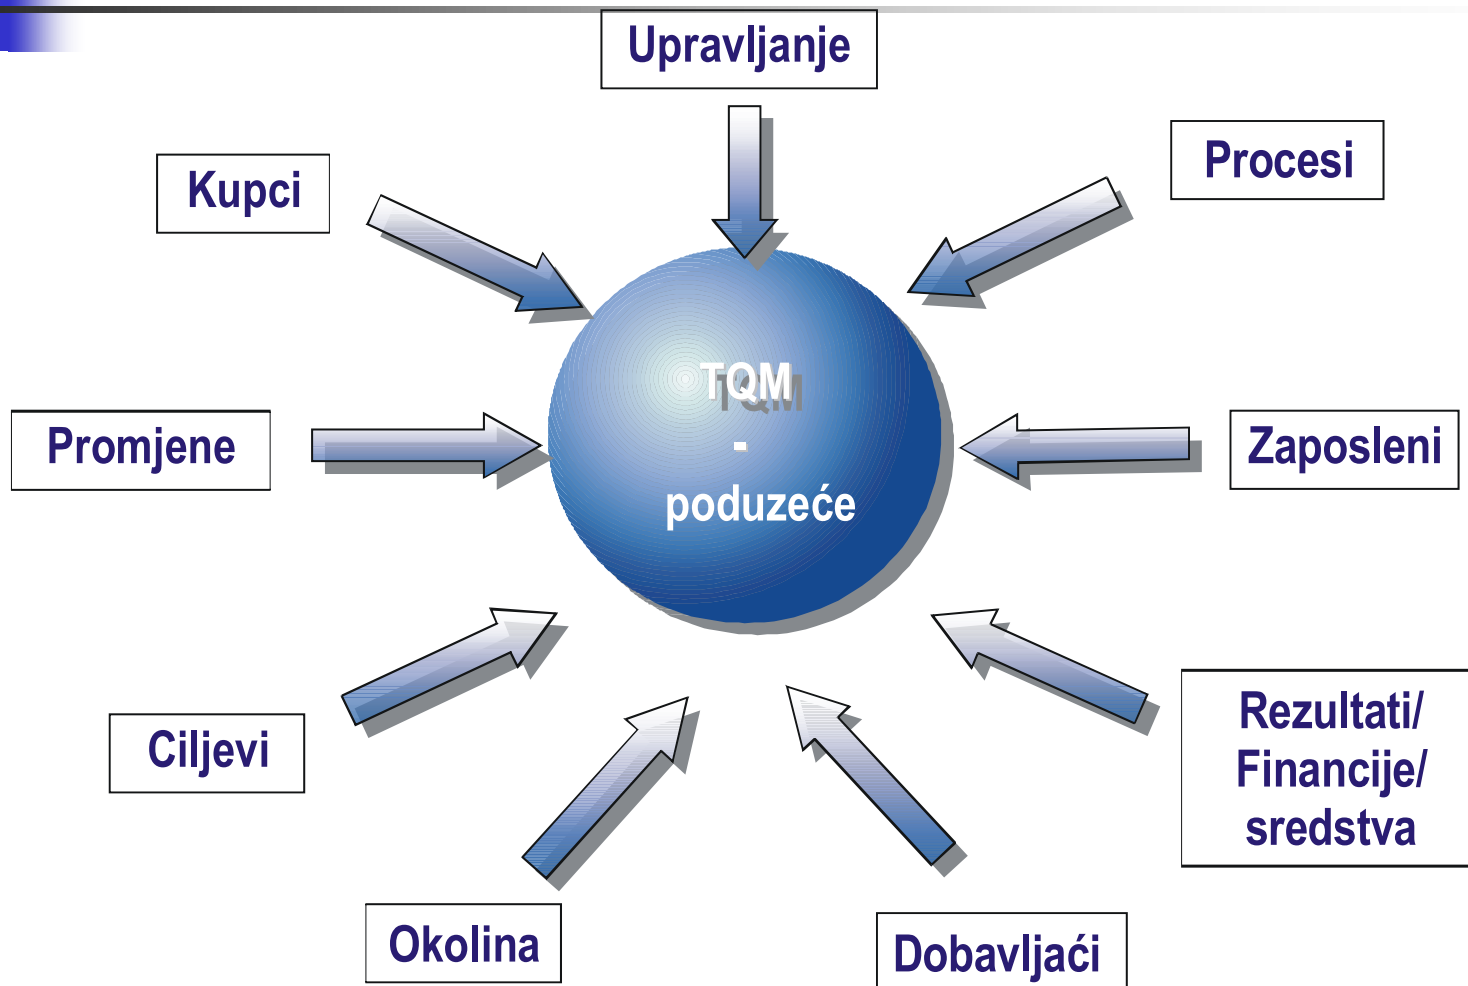 Upravljanje
Procesi
Kupci
TQM
-
poduzeće
Promjene
Zaposleni
Ciljevi
Rezultati/
Financije/
sredstva
Okolina
Dobavljaći